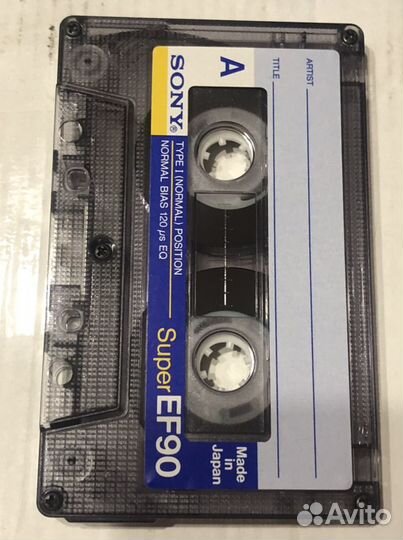 SONY®
A
ARTIST
TITLE
TYPE I (NORMAL) POSITION
NORMAL BIAS 120 µs EQ
Super EF90
Made
in
Japan
Avito